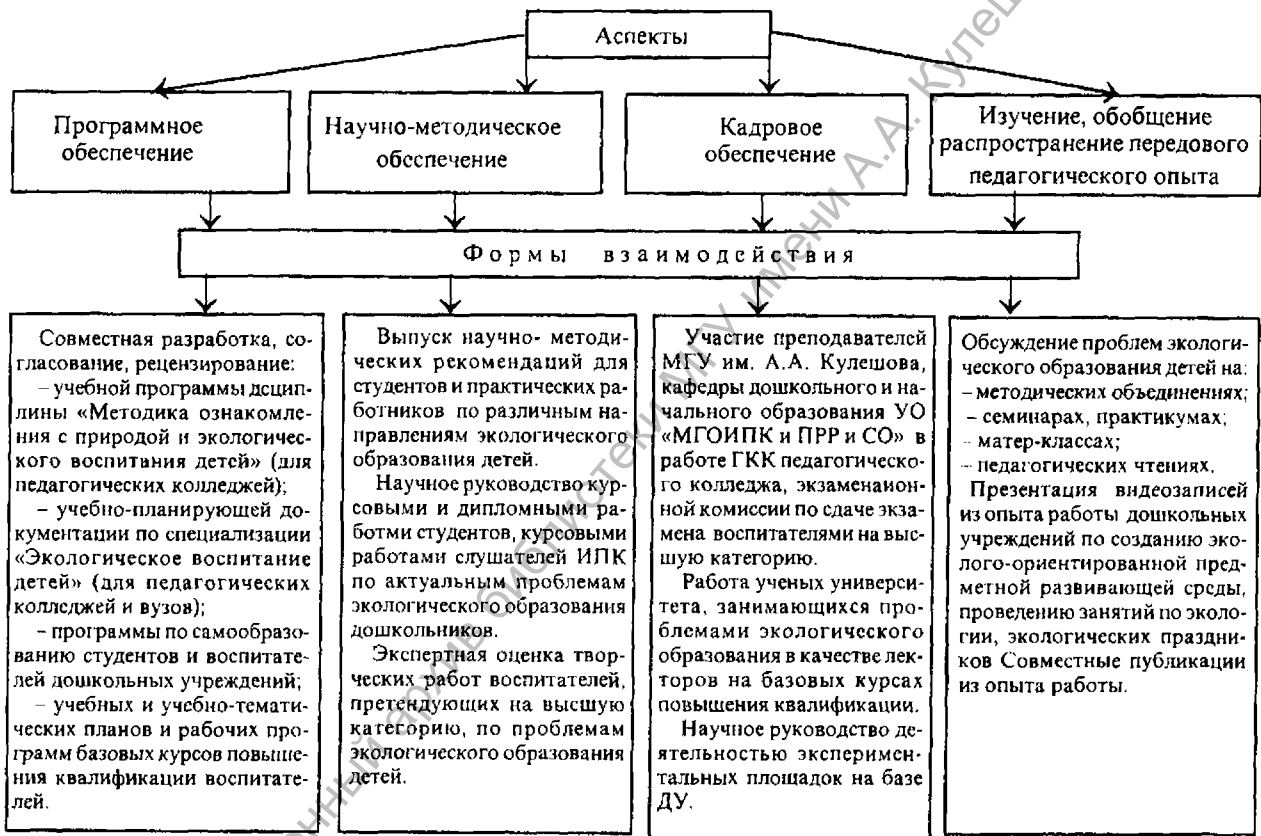 Аспекты
Программное
обеспечение
Научно-методическое
обеспечение
Кадровое
обеспечение
Изучение, обобщение
распространение передового
педагогического опыта
Формы взаимодействия
Совместная разработка, со-
гласование, рецензирование:
– учебной программы дсцип-
лины «Методика ознакомле-
ния с природой и экологичес-
кого воспитания детей» (для
педагогических колледжей);
– учебно-планирующей до-
кументации по специализации
«Экологическое воспитание
детей» (для педагогических
колледжей и вузов);
– программы по самообразо-
ванию студентов и воспитате-
лей дошкольных учреждений;
– учебных и учебно-темати-
ческих планов и рабочих про-
грамм базовых курсов повыше-
ния квалификации воспитате-
лей.
Выпуск научно- методи-
ческих рекомендаций для
студентов и практических ра-
ботников по различным на-
правлениям экологического
образования детей.
Научное руководство кур-
совыми и дипломными ра-
ботми студентов, курсовыми
работами слушателей ИПК
по актуальным проблемам
экологического образования
дошкольников.
Экспертная оценка твор-
ческих работ воспитателей,
претендующих на высшую
категорию, по проблемам
экологического образования
детей.
Участие преподавателей
МГУ им. А.А. Кулешова,
кафедры дошкольного и на-
чального образования УО
«МГОИПК и ПРР и СО» в
работе ГКК педагогическо-
го колледжа, экзаменаион-
ной комиссии по сдаче экза-
мена воспитателями на выс-
шую категорию.
Работа ученых универси-
тета, занимающихся про-
блемами экологического
образования в качестве лек-
торов на базовых курсах
повышения квалификации.
Научное руководство де-
ятельностью эксперимен-
тальных площадок на базе
ДУ.
Обсуждение проблем экологи-
ческого образования детей на:
– методических объединениях;
– семинарах, практикумах;
– матер-классах;
– педагогических чтениях.
Презентация видеозаписей
из опыта работы дошкольных
учреждений по созданию эко-
лого-ориентированной пред-
метной развивающей среды,
проведению занятий по эколо-
гии, экологических праздни-
ков Совместные публикации
из опыта работы.
архив библиотеки МГУ имени А.А. Кулеш